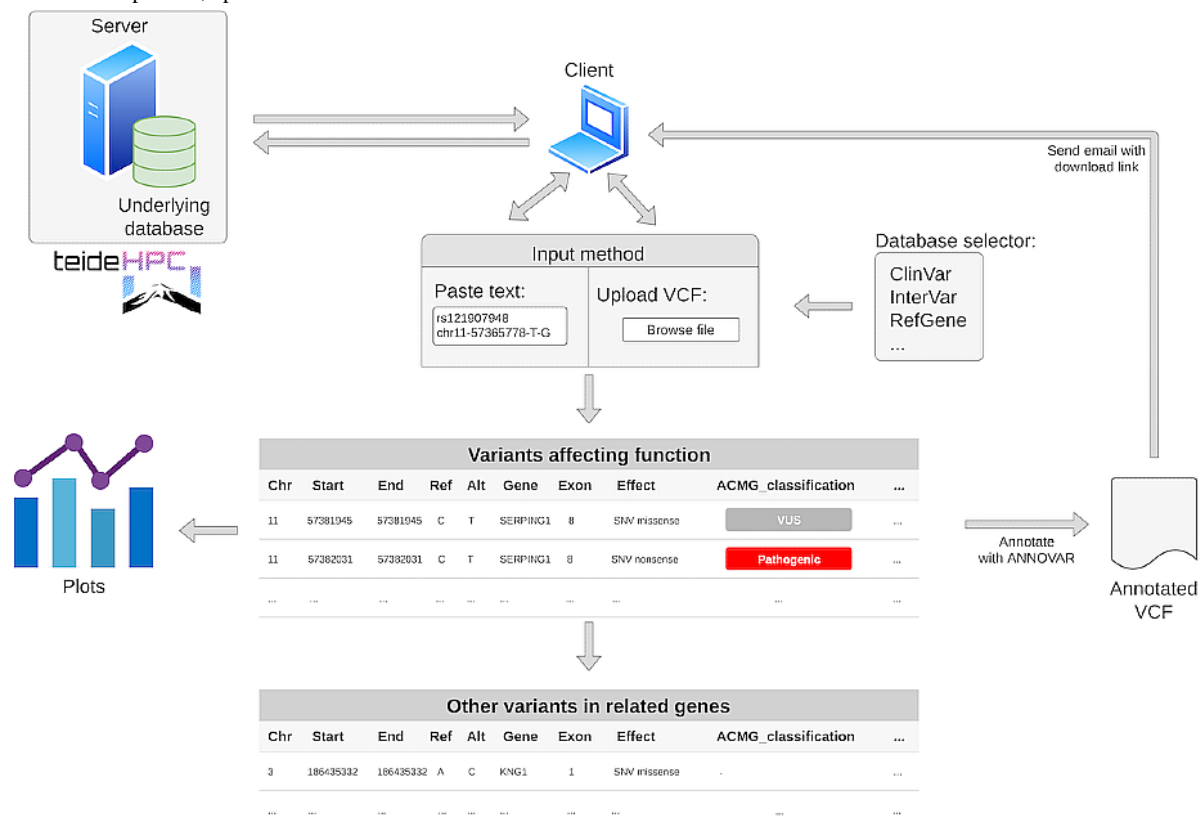 Server
Client
Underlying
database
teideHPC
Send email with
download link
Input method
Paste text:
rs121907948
chr11-57365778-T-G
Upload VCF:
Browse file
Database selector:
ClinVar
InterVar
RefGene
...
Variants affecting function
Chr Start End Ref Alt Gene Exon Effect ACMG_classification ...
11 57381945 57381945 C T SERPING1 8 SNV missense VUS ...
11 57382031 57382031 C T SERPING1 8 SNV nonsense Pathogenic ...
... ... ... ... ... ... ... ... ... ...
Plots
Annotate
with ANNOVAR
Annotated
VCF
Other variants in related genes
Chr Start End Ref Alt Gene Exon Effect ACMG_classification ...
3 186435332 186435332 A C KNG1 1 SNV missense - ...
... ... ... ... ... ... ... ... ... ...